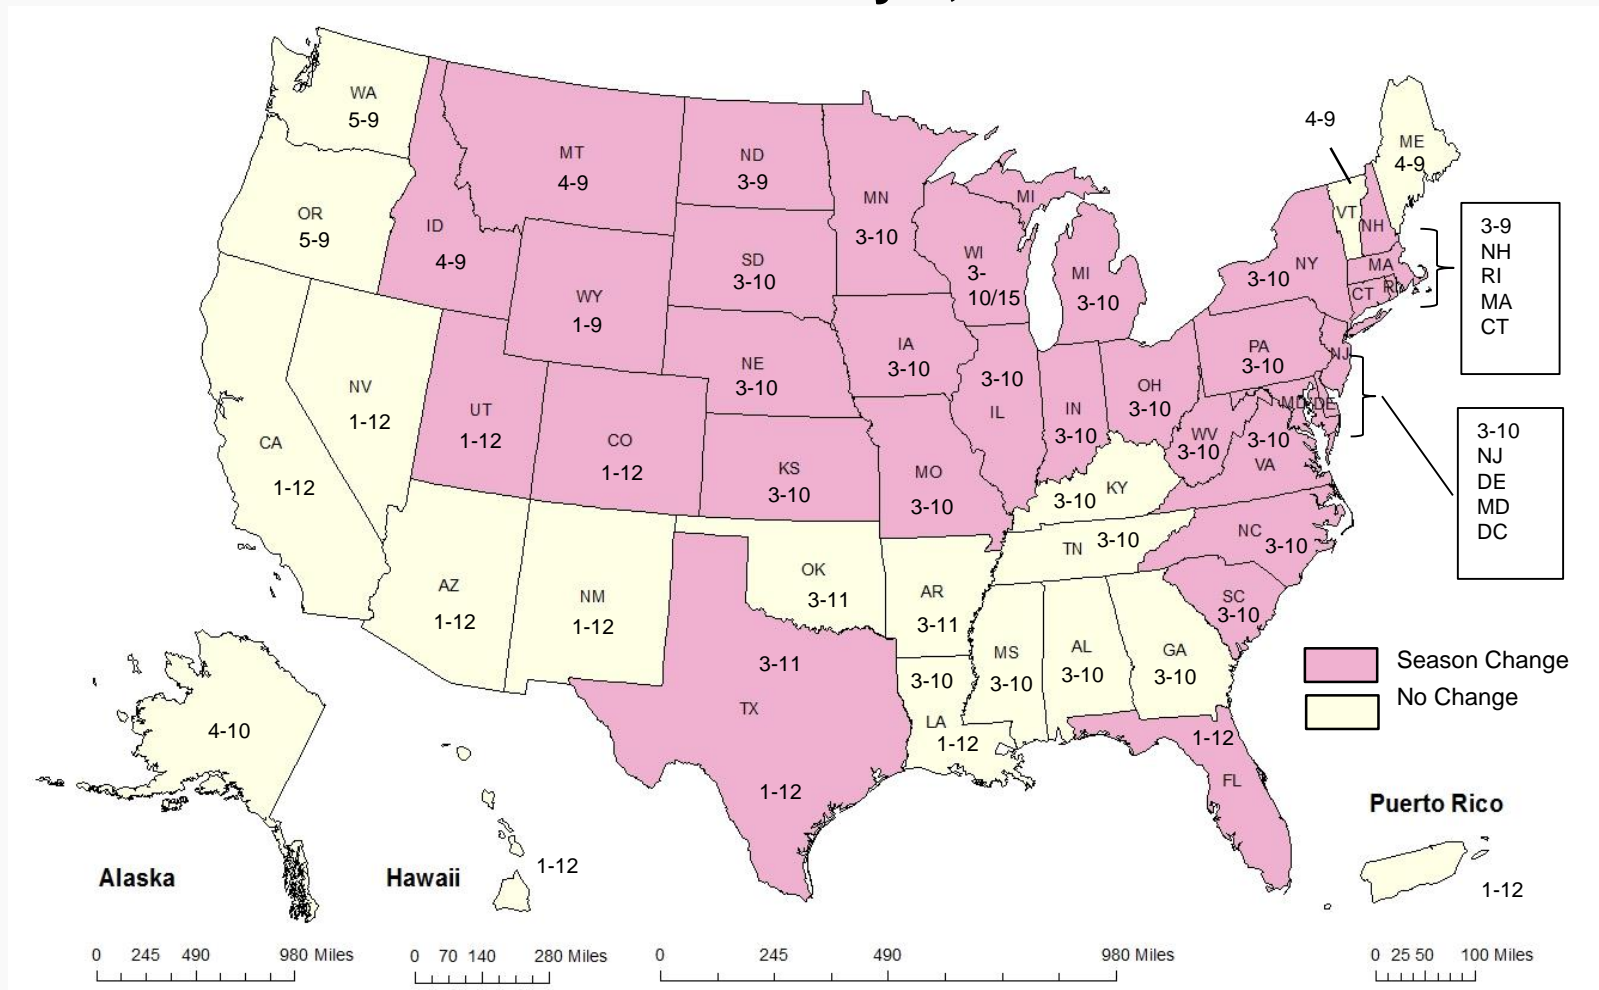 WA
5-9
OR
5-9
CA
1-12
NV
1-12
ID
4-9
MT
4-9
WY
1-9
UT
1-12
CO
1-12
AZ
1-12
NM
1-12
ND
3-9
SD
3-10
NE
3-10
KS
3-10
OK
3-11
3-11
TX
1-12
MN
3-10
IA
3-10
MO
3-10
AR
3-11
3-10
LA
1-12
WI
3-
10/15
3-10
IL
MI
MI
3-10
IN
3-10
OH
3-10
3-10 KY
TN 3-10
MS
3-10
AL
3-10
GA
3-10
1-12
FL
SC
3-10
NC 3-10
3-10
VA
WV
3-10
PA
3-10
3-10 NY
NJ
MD
DE
4-9
VT
NH
MA
CT
RI
ME
4-9
3-9
NH
RI
MA
CT
3-10
NJ
DE
MD
DC
Season Change
No Change
4-10
Alaska
Hawaii
1-12
Puerto Rico
1-12
0 245 490 980 Miles
0 70 140 280 Miles
0 245 490 980 Miles
0 25 50 100 Miles